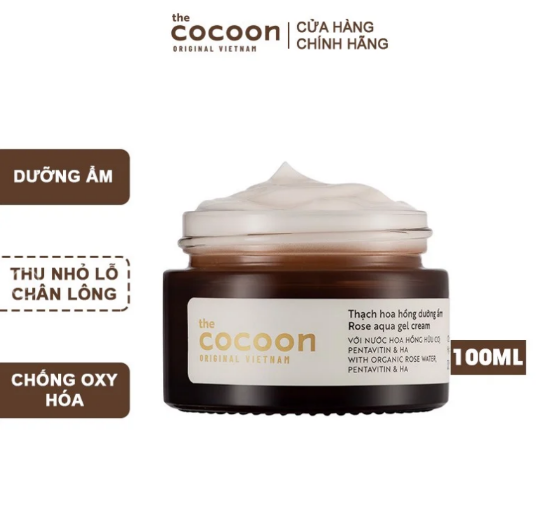 the
cocoon
ORIGINAL VIETNAM
CỬA HÀNG
CHÍNH HÃNG
DƯỠNG ẨM
THU NHỎ LỖ
CHÂN LÔNG
CHỐNG OXY
HÓA
the
cocoon
ORIGINAL VIETNAM
Thạch hoa hồng dưỡng ẩm
Rose aqua gel cream
VỚI NƯỚC HOA HỒNG HỮU CƠ,
PENTAVITIN & HA
WITH ORGANIC ROSE WATER,
PENTAVITIN & HA
100ML